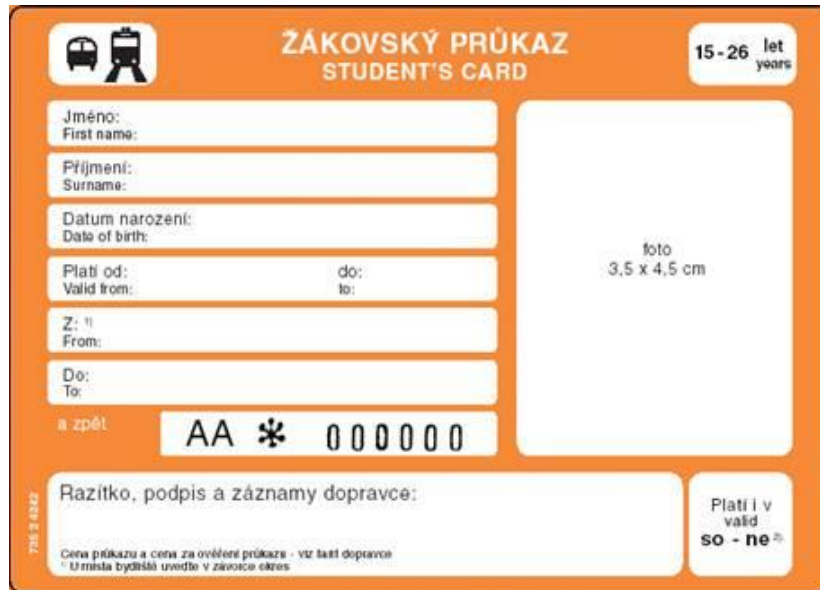 ŽÁKOVSKÝ PRŮKAZ
STUDENT'S CARD
15-26 let
years
Jméno:
First name:
Příjmení:
Surname:
Datum narození:
Date of birth:
Platí od: do:
Valid from: to:
Z: 1)
From:
Do:
To:
a zpět
AA * 000000
foto
3,5 x 4,5 cm
Razítko, podpis a záznamy dopravce:
Cena průkazu a cena za ověření průkazu - viz tarif dopravce
1) U místa bydliště uveďte v závorce okres
Platí i v
valid
so - ne 2)
735 2 4242